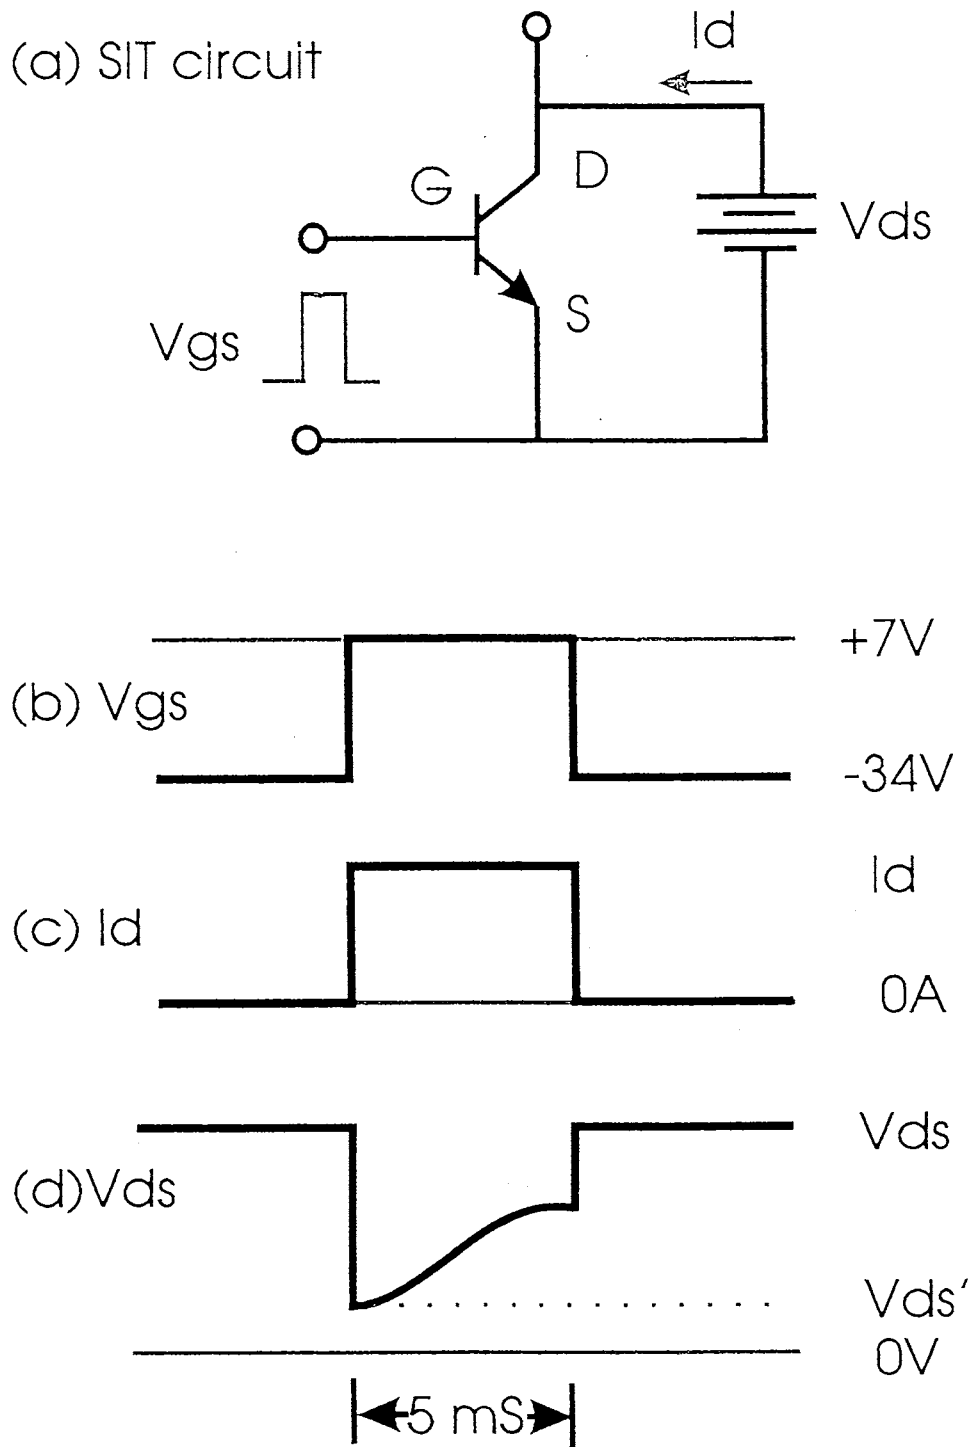 (a) SIT circuit
Id
G
D
Vds
S
Vgs
+7V
(b) Vgs
-34V
Id
(c) Id
0A
Vds
(d)Vds
Vds'
0V
5 mS